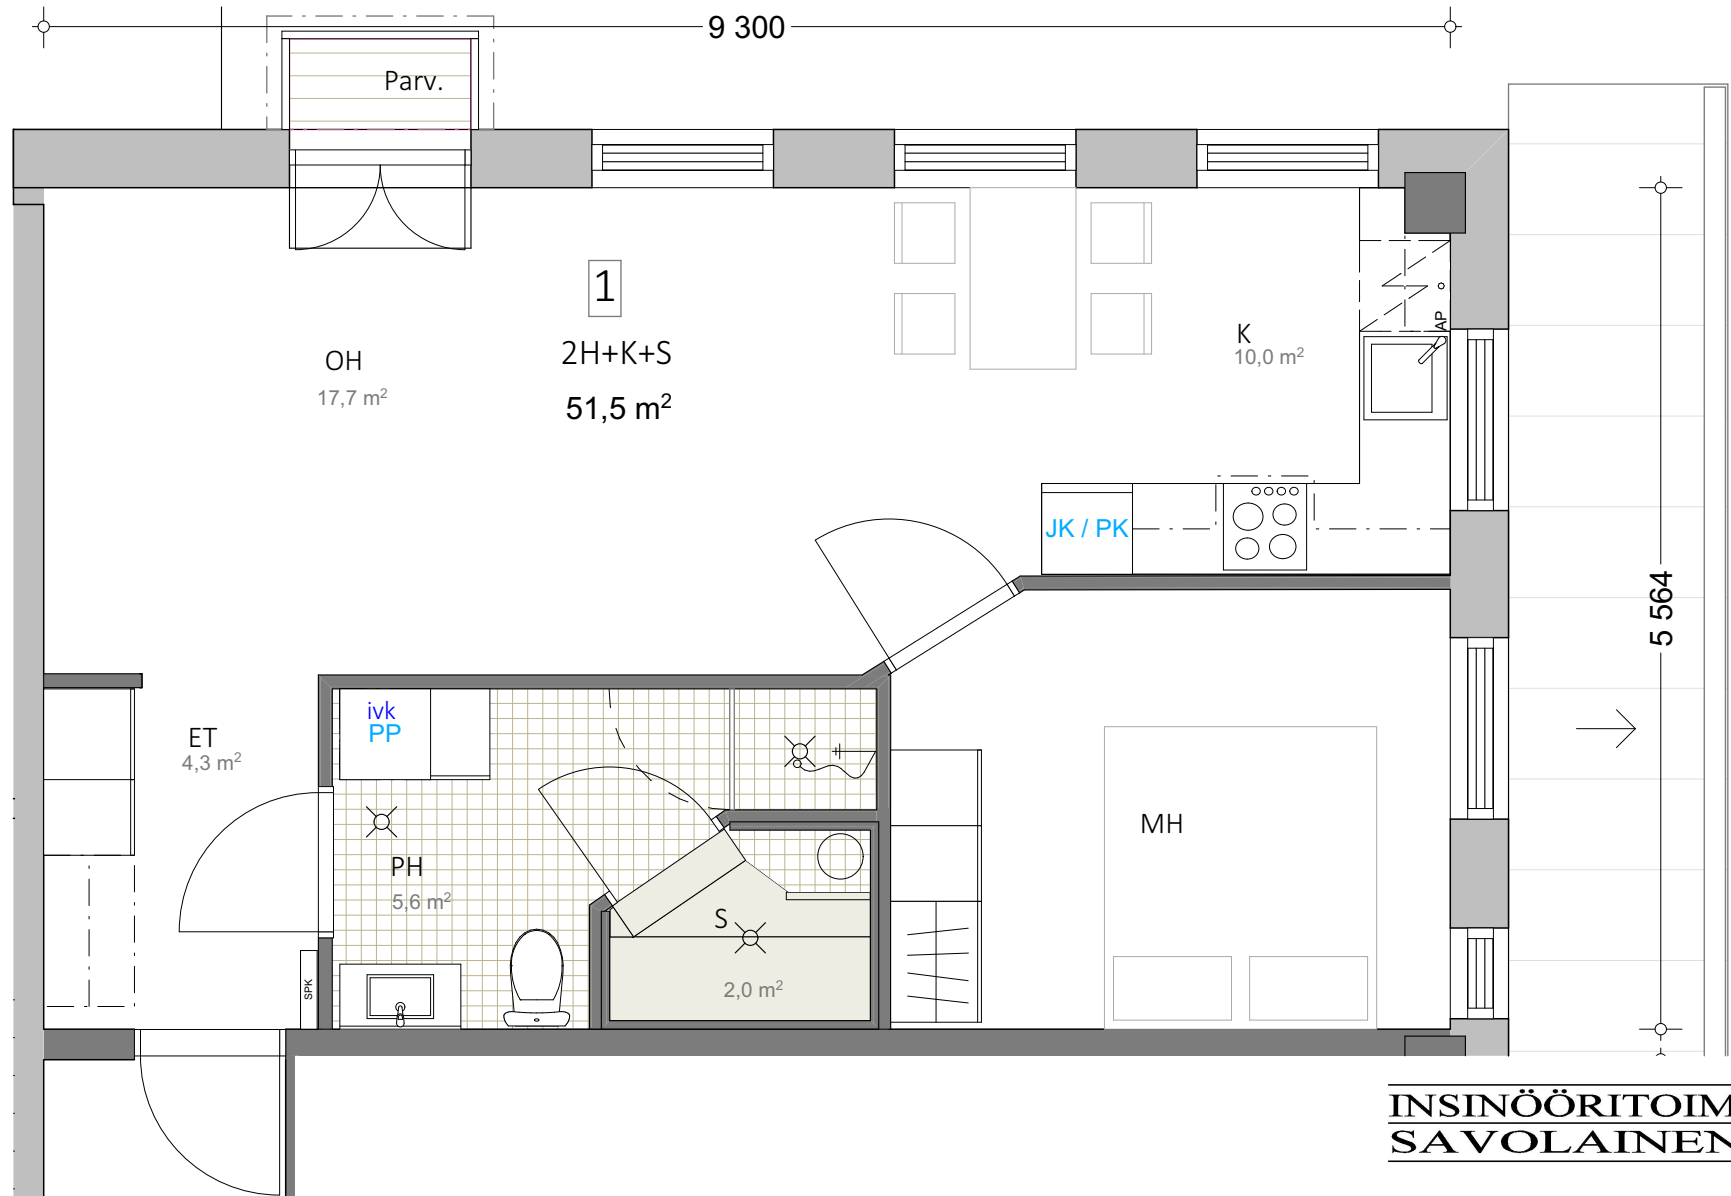 9 300
Parv.
1
2H+K+S
51,5 m²
OH
17,7 m²
K
10,0 m²
AP
JK / PK
5 564
ivk
PP
ET
4,3 m²
MH
PH
5,6 m²
S
2,0 m²
SPK
INSINÖÖRITOIM
SAVOLAINEN